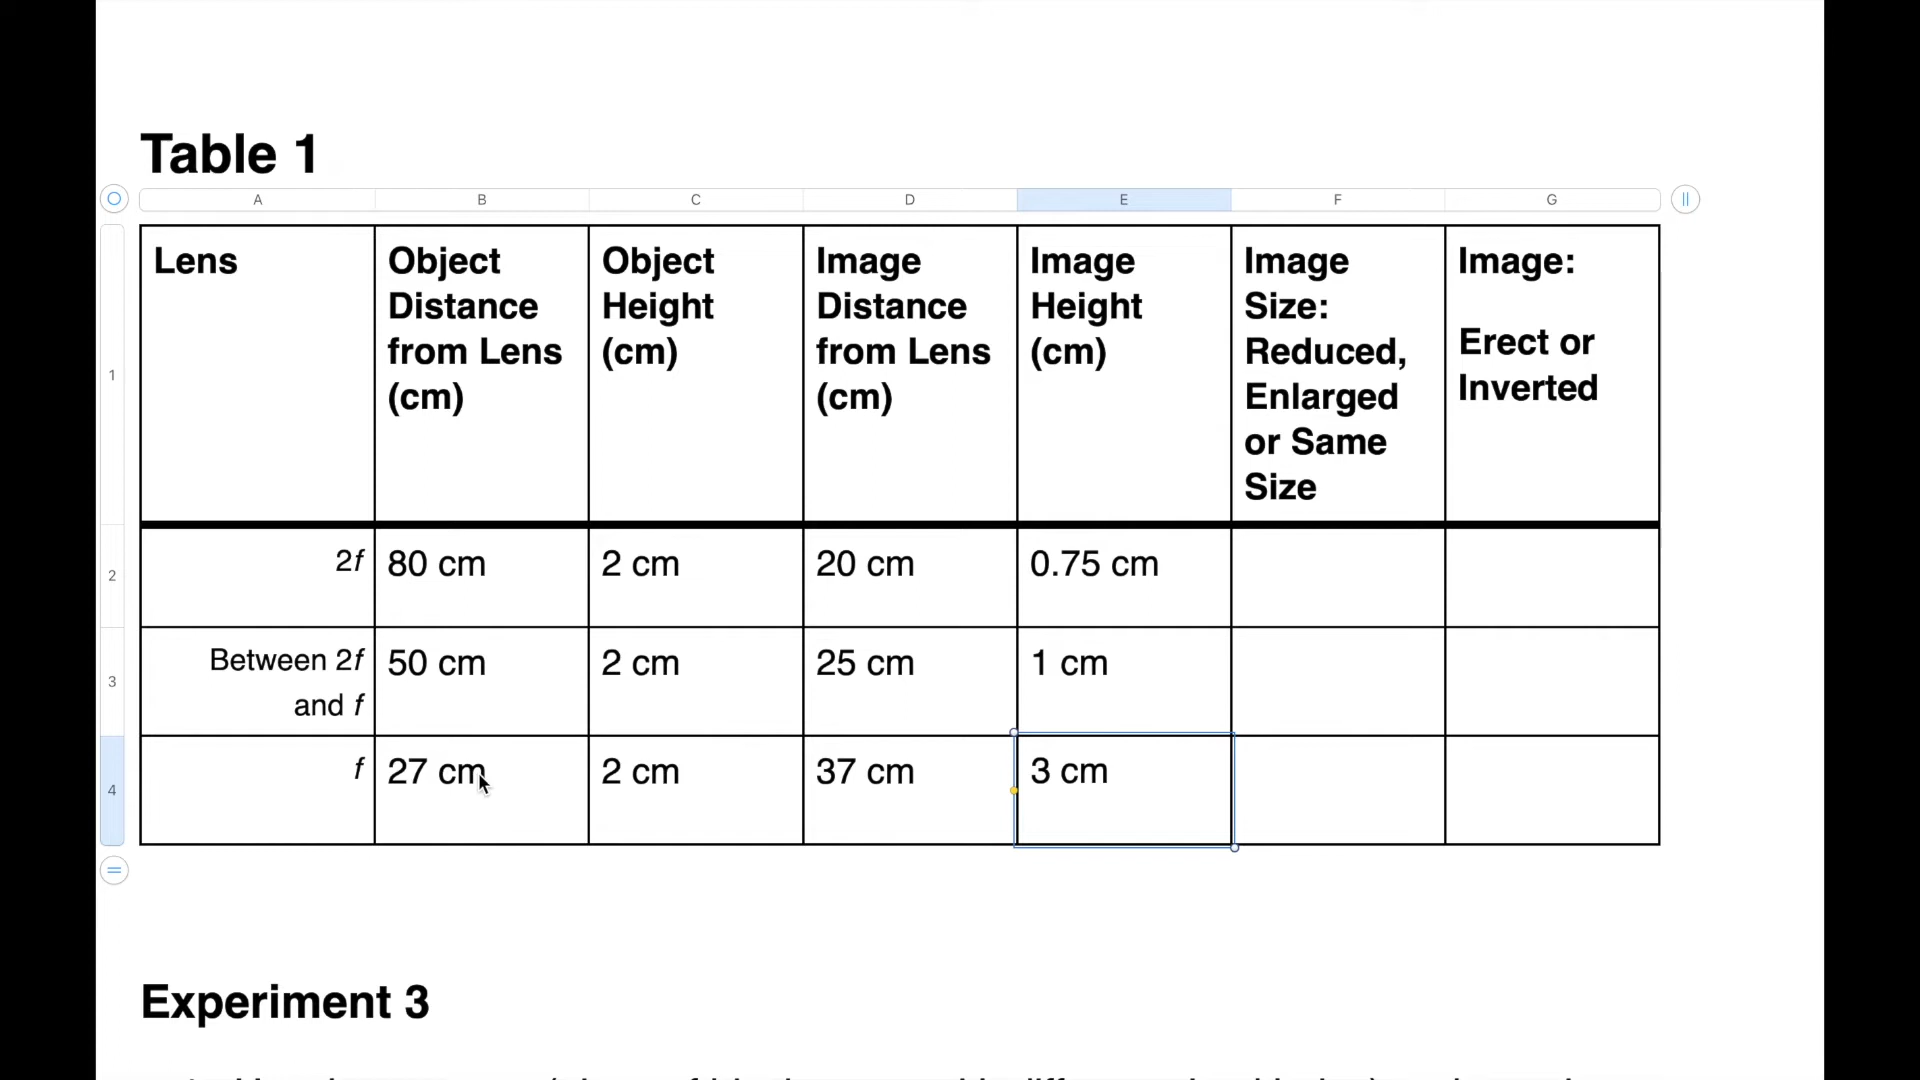 Table 1
A B C D E F G
1
Lens
Object
Distance
from Lens
(cm)
Object
Height
(cm)
Image
Distance
from Lens
(cm)
Image
Height
(cm)
Image
Size:
Reduced,
Enlarged
or Same
Size
Image:
Erect or
Inverted
2
2f 80 cm 2 cm 20 cm 0.75 cm
3
Between 2f
and f
50 cm 2 cm 25 cm 1 cm
4
f 27 cm 2 cm 37 cm 3 cm
Experiment 3